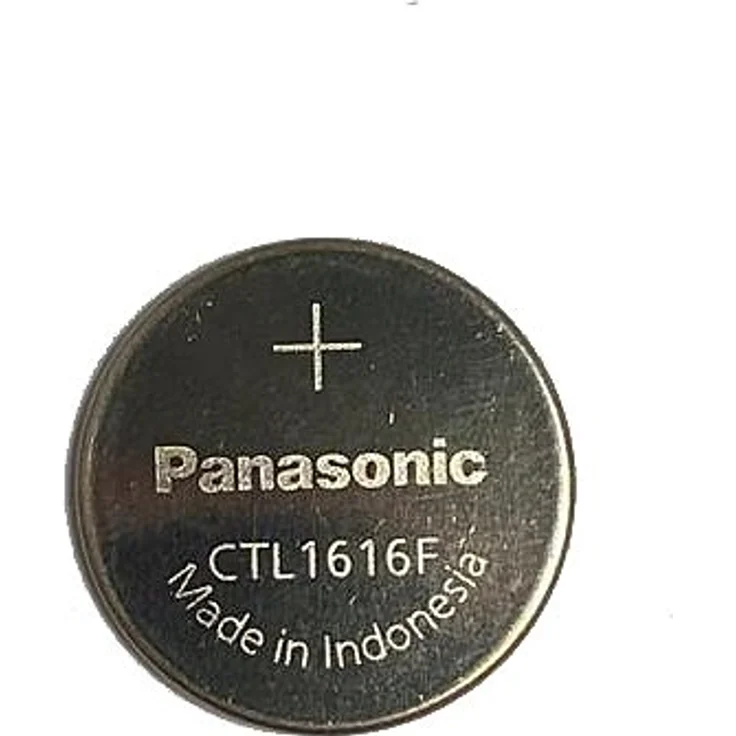 +
Panasonic
CTL1616F
Made in Indonesia